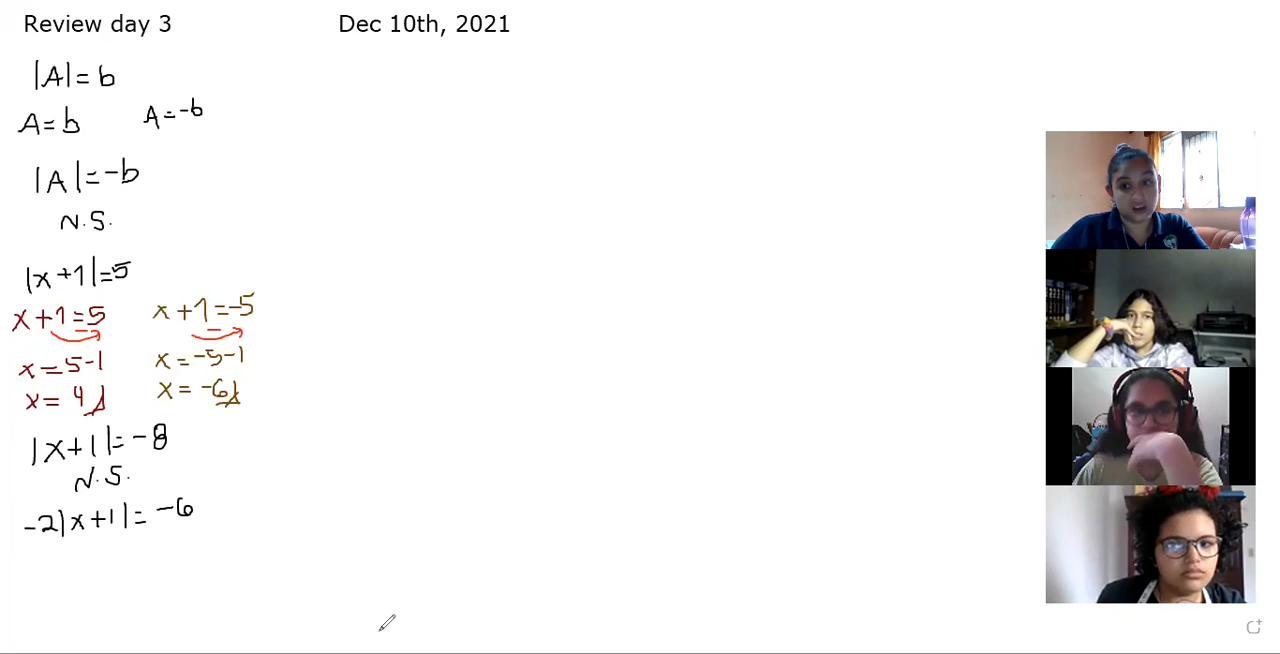 Review day 3 Dec 10th, 2021
|A|= b
A=b A=-b
|A|=-b
N.S.
|x+1|=5
x+1=5 x+1=-5
x=5-1 x=-5-1
x= 4 x= -6
|x+1|=-8
N.S.
-2|x+1|=-6